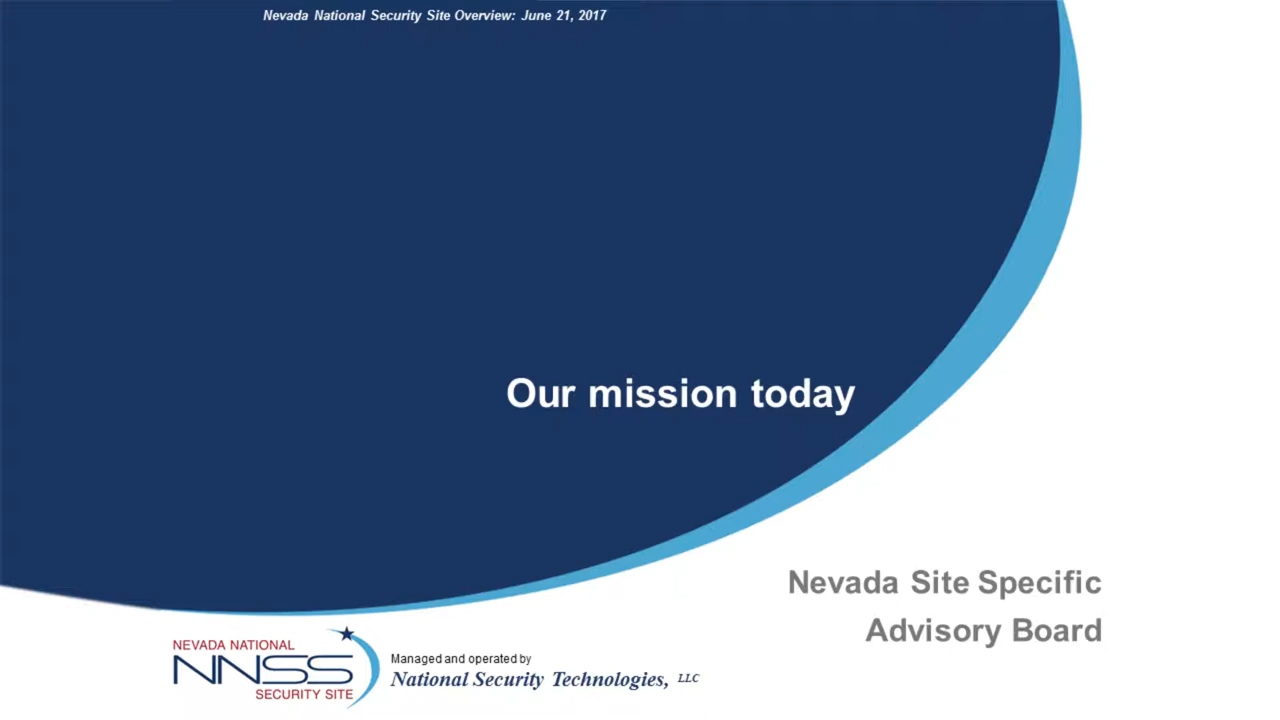 Nevada National Security Site Overview: June 21, 2017
Our mission today
Nevada Site Specific
Advisory Board
NEVADA NATIONAL
NNSS
SECURITY SITE
Managed and operated by
National Security Technologies, LLC